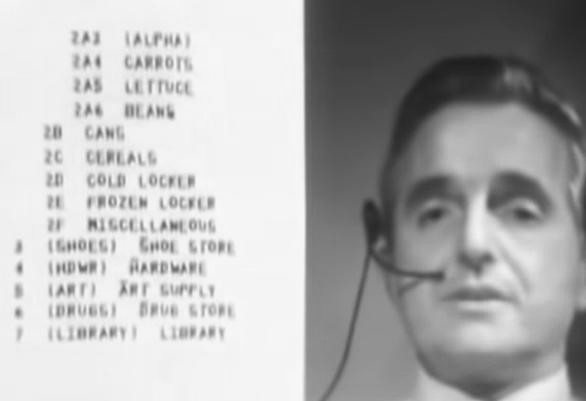 2A3 (ALPHA)
2A4 CARROTS
2A5 LETTUCE
2A6 BEANS
2B CANS
2C CEREALS
2D COLD LOCKER
2E FROZEN LOCKER
2F MISCELLANEOUS
3 (SHOES) SHOE STORE
4 (HDWR) HARDWARE
5 (ART) ART SUPPLY
6 (DRUGS) DRUG STORE
7 (LIBRARY) LIBRARY